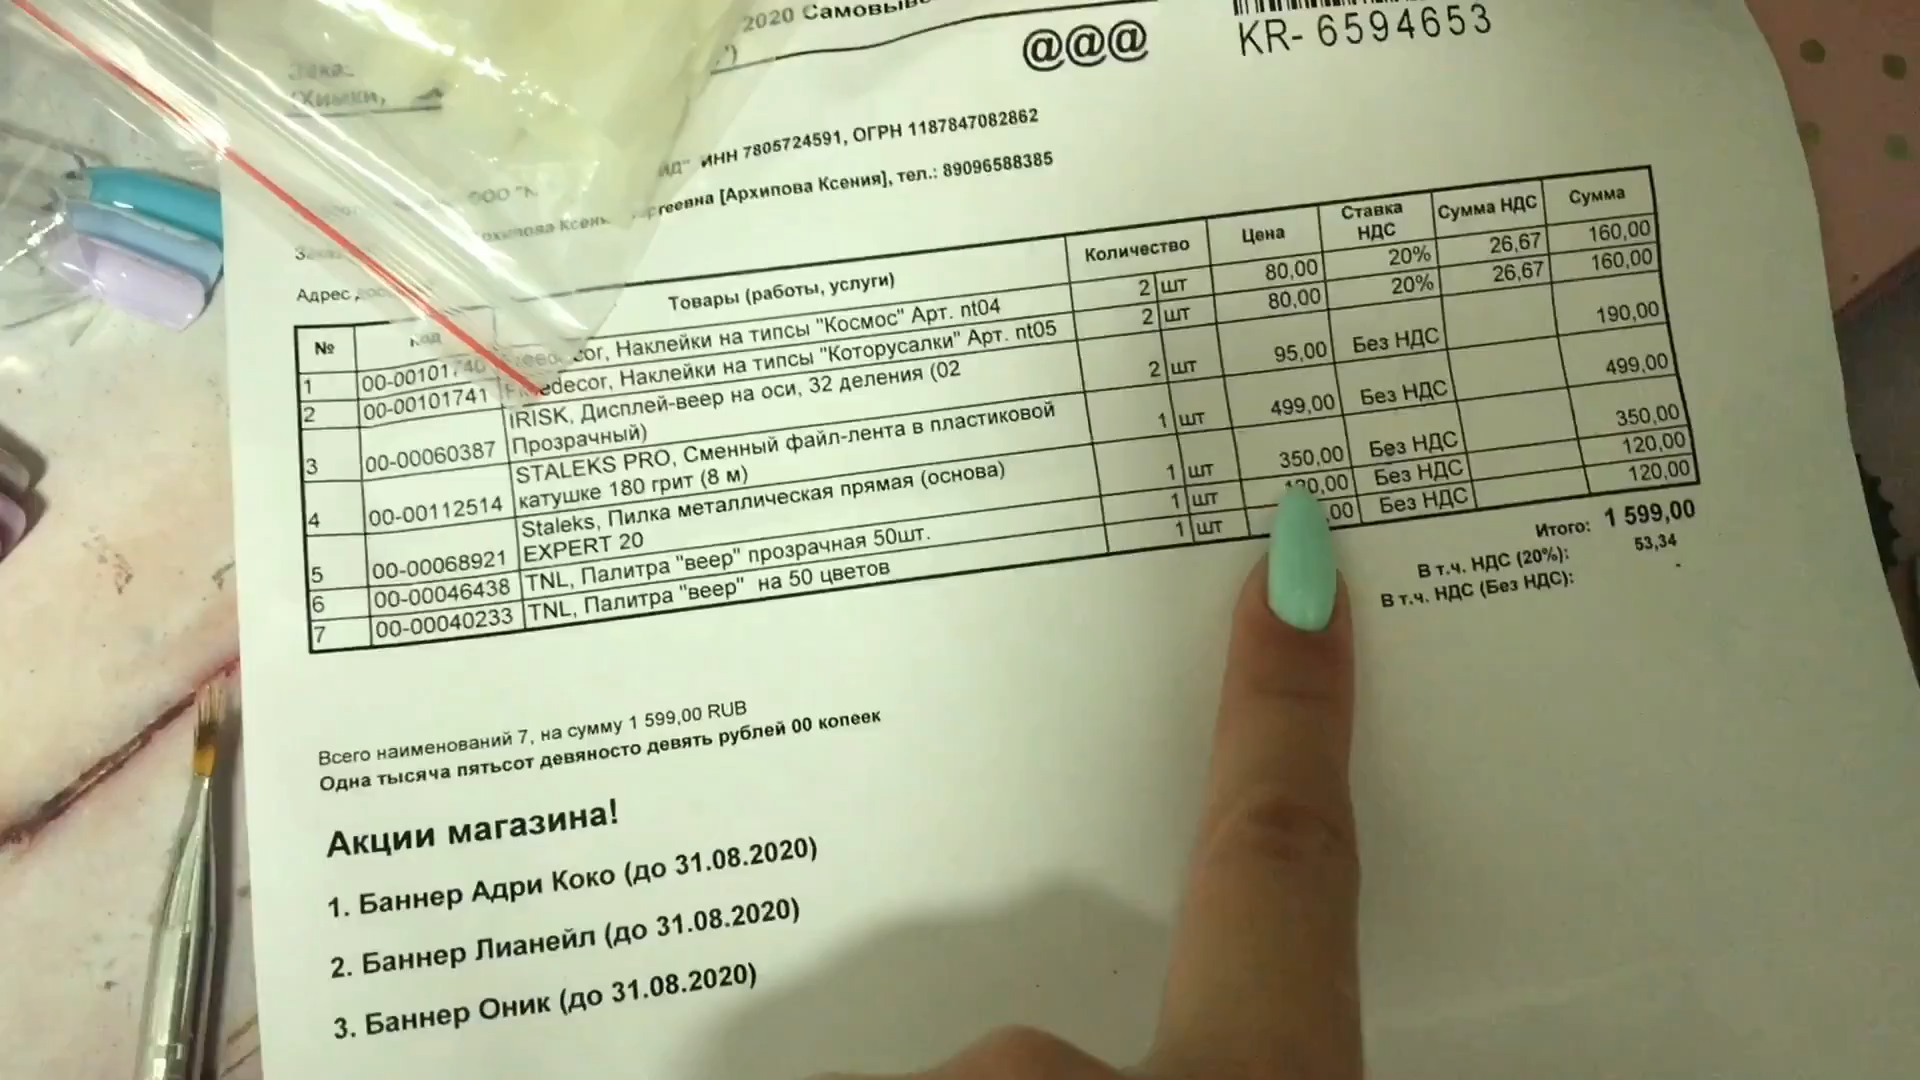 2020 Самовыв
@@@
KR- 6594653
(Химки,
ООО "
ИНН 7805724591, ОГРН 1187847082862
[Архипова Ксения], тел.: 89096588385
Адрес
№ Код Товары (работы, услуги) Количество Цена Ставка НДС Сумма НДС Сумма
1 Наклейки на типсы "Космос" Арт. nt04 2 шт 80,00 20% 26,67 160,00
2 00-00101741 Наклейки на типсы "Которусалки" Арт. nt05 2 шт 80,00 20% 26,67 160,00
3 00-00060387 IRISK, Дисплей-веер на оси, 32 деления (02 Прозрачный) 2 шт 95,00 Без НДС 190,00
4 00-00112514 STALEKS PRO, Сменный файл-лента в пластиковой катушке 180 грит (8 м) 1 шт 499,00 Без НДС 499,00
5 00-00068921 Staleks, Пилка металлическая прямая (основа) EXPERT 20 1 шт 350,00 Без НДС 350,00
6 00-00046438 TNL, Палитра "веер" прозрачная 50шт. 1 шт 120,00 Без НДС 120,00
7 00-00040233 TNL, Палитра "веер" на 50 цветов 1 шт ,00 Без НДС 120,00
Итого: 1 599,00
В т.ч. НДС (20%): 53,34
В т.ч. НДС (Без НДС):
Всего наименований 7, на сумму 1 599,00 RUB
Одна тысяча пятьсот девяносто девять рублей 00 копеек
Акции магазина!
1. Баннер Адри Коко (до 31.08.2020)
2. Баннер Лианейл (до 31.08.2020)
3. Баннер Оник (до 31.08.2020)